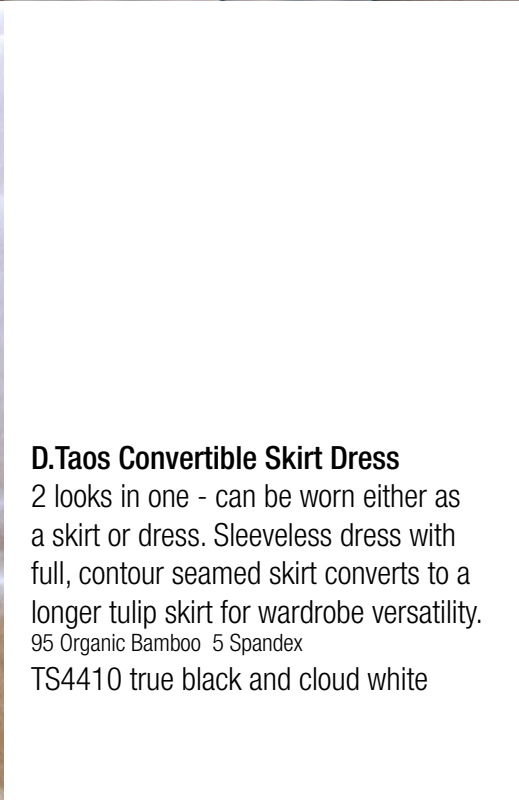 D.Taos Convertible Skirt Dress
2 looks in one - can be worn either as
a skirt or dress. Sleeveless dress with
full, contour seamed skirt converts to a
longer tulip skirt for wardrobe versatility.
95 Organic Bamboo  5 Spandex
TS4410 true black and cloud white